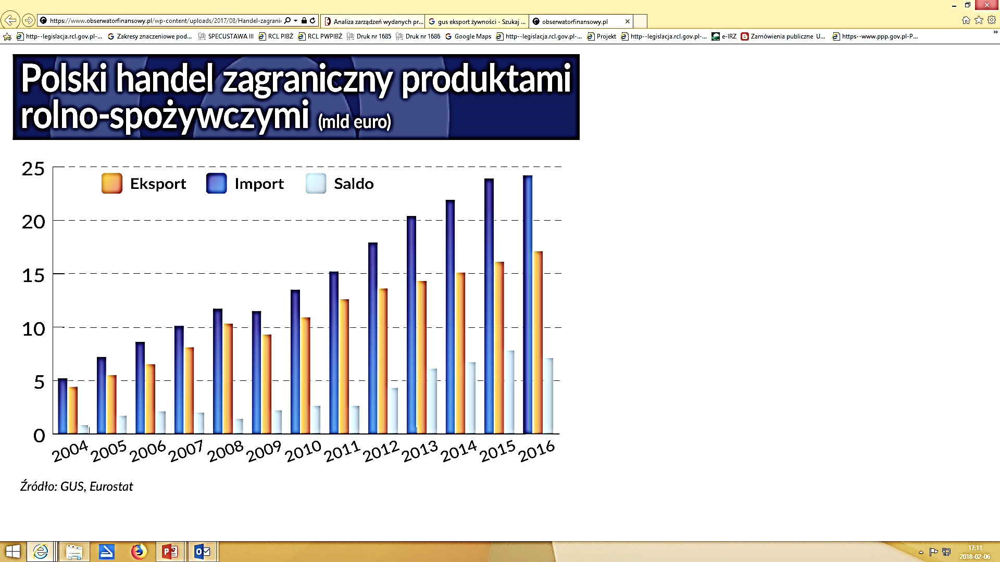 https://www.obserwatorfinansowy.pl/wp-content/uploads/2017/08/Handel-zagrani
Analiza zarządzeń wydanych pr...
gus eksport żywności - Szukaj ...
obserwatorfinansowy.pl
http--legislacja.rcl.gov.pl-...
Zakresy znaczeniowe pod...
SPECUSTAWA III
RCL PIBŻ
RCL PWPIBŻ
Druk nr 1685
Druk nr 1686
Google Maps
http--legislacja.rcl.gov.pl-...
Projekt
http--legislacja.rcl.gov.pl-...
e-IRZ
Zamówienia publiczne U...
https--www.ppp.gov.pl-P...
Polski handel zagraniczny produktami
rolno-spożywczymi (mld euro)
Eksport Import Saldo
25
20
15
10
5
0
2004 2005 2006 2007 2008 2009 2010 2011 2012 2013 2014 2015 2016
Źródło: GUS, Eurostat
17:11
2018-02-06